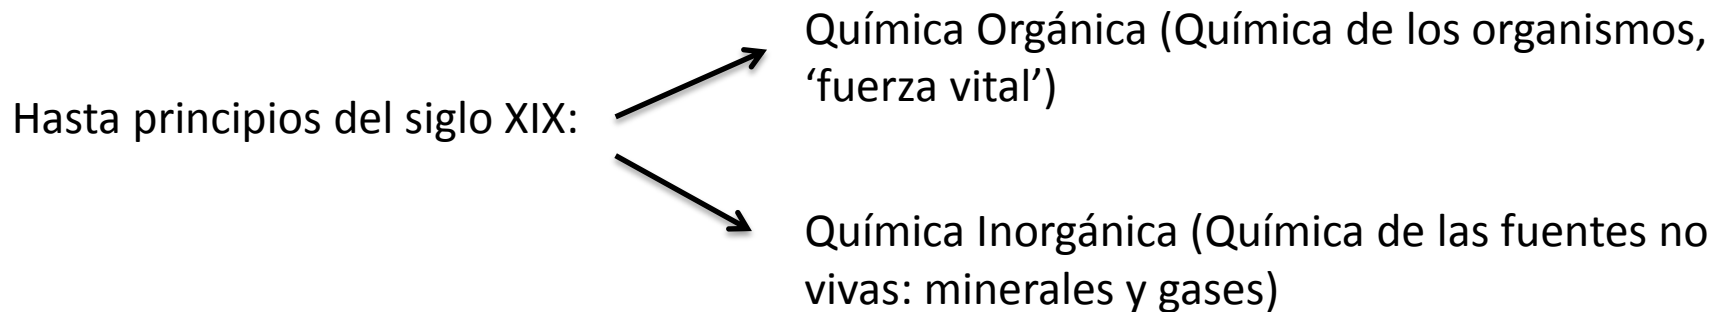 Química Orgánica (Química de los organismos,
‘fuerza vital’)
Hasta principios del siglo XIX:
Química Inorgánica (Química de las fuentes no
vivas: minerales y gases)